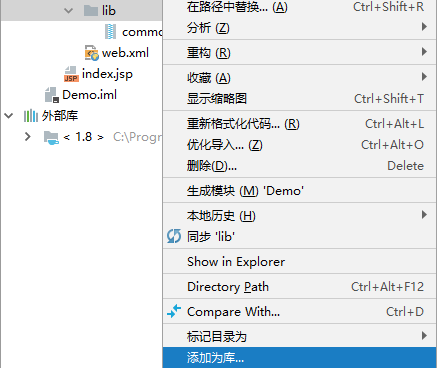 lib
commo
web.xml
index.jsp
Demo.iml
外部库
< 1.8 > C:\Progr
在路径中替换... (A) Ctrl+Shift+R
分析 (Z)
重构 (R)
收藏 (A)
显示缩略图 Ctrl+Shift+T
重新格式化代码... (R) Ctrl+Alt+L
优化导入... (Z) Ctrl+Alt+O
删除(D)... Delete
生成模块 (M) 'Demo'
本地历史 (H)
同步 'lib'
Show in Explorer
Directory Path Ctrl+Alt+F12
Compare With... Ctrl+D
标记目录为
添加为库...